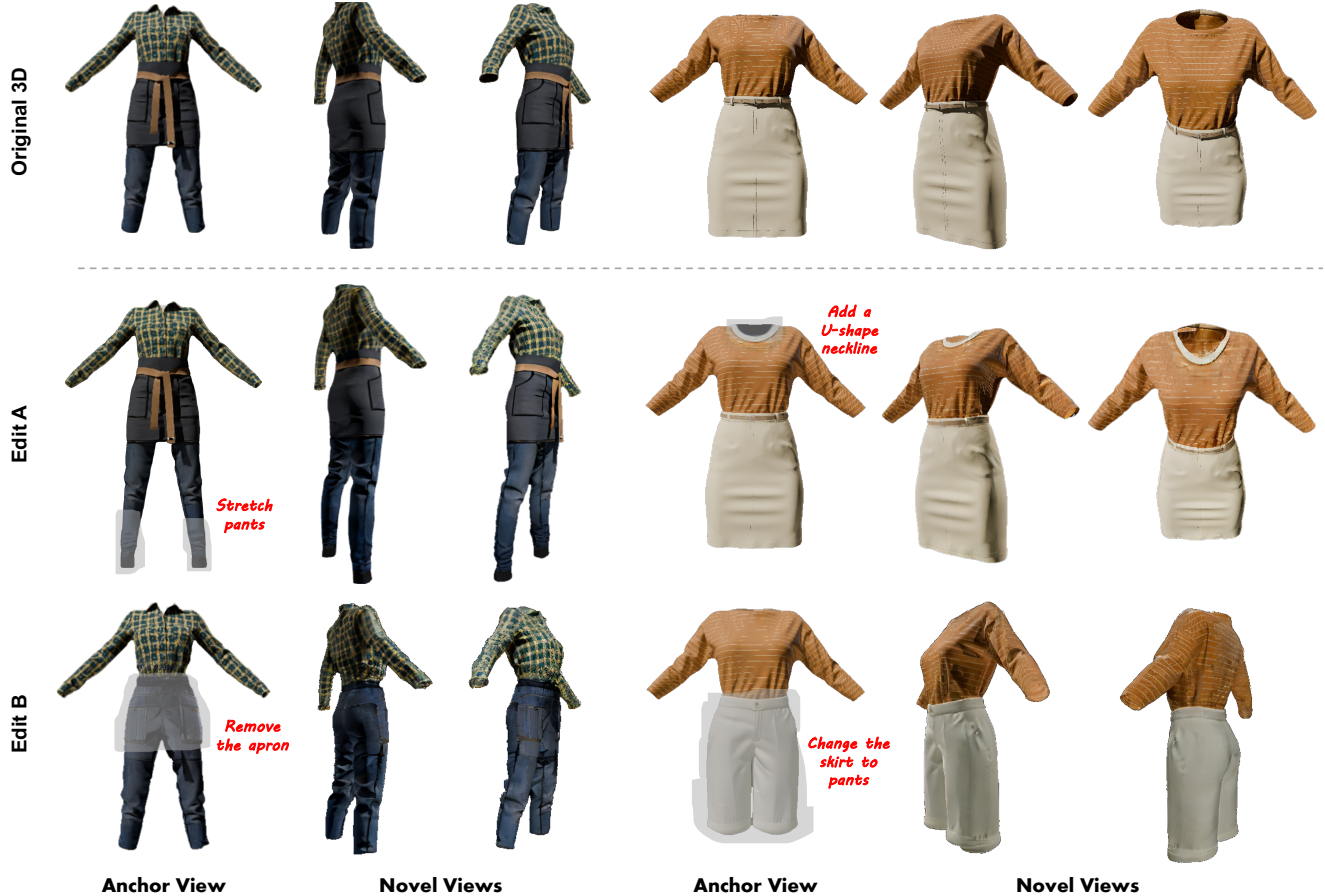 Original 3D
Edit A
Stretch
pants
Add a
U-shape
neckline
Edit B
Remove
the apron
Change the
skirt to
pants
Anchor View
Novel Views
Anchor View
Novel Views